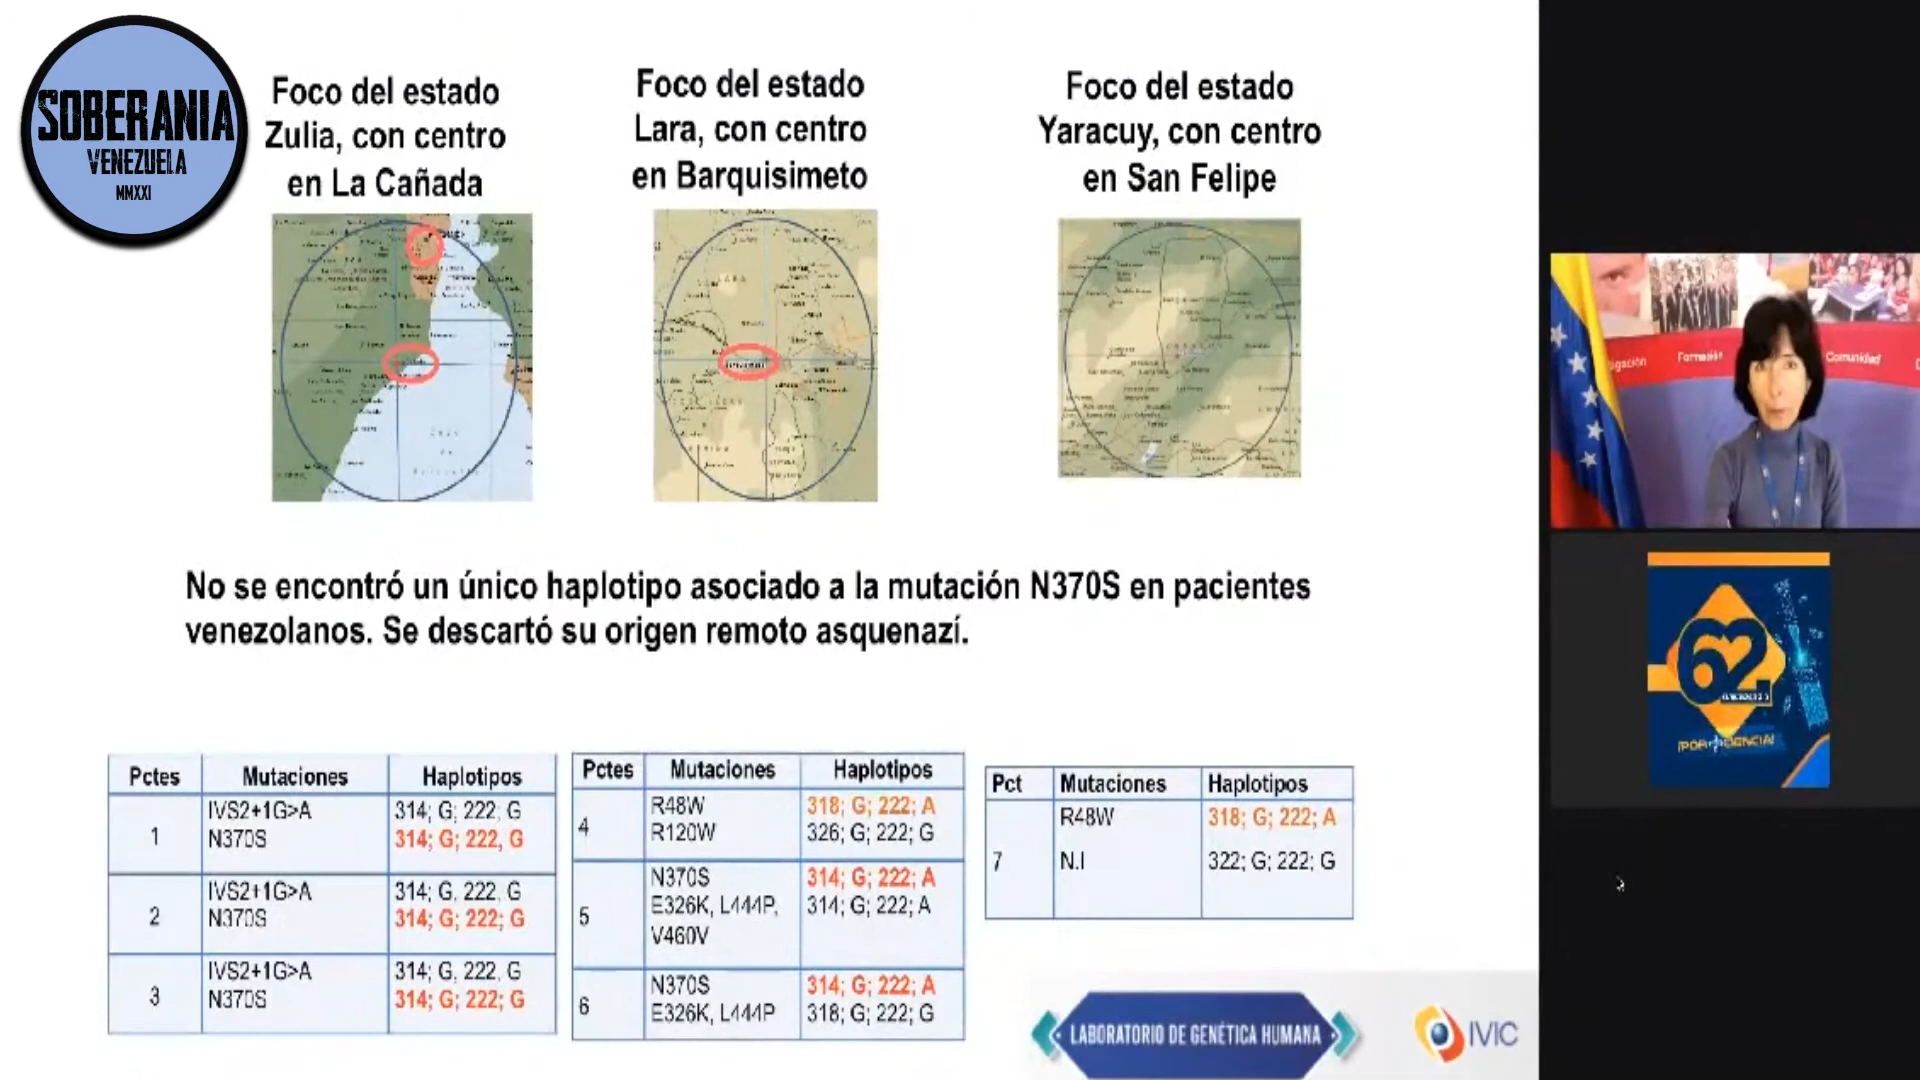 SOBERANIA
VENEZUELA
MMXXI
Foco del estado
Zulia, con centro
en La Cañada
Foco del estado
Lara, con centro
en Barquisimeto
Foco del estado
Yaracuy, con centro
en San Felipe
No se encontró un único haplotipo asociado a la mutación N370S en pacientes
venezolanos. Se descartó su origen remoto asquenazí.
Pctes Mutaciones Haplotipos
1 IVS2+1G>A 314; G; 222; G
N370S 314; G; 222, G
2 IVS2+1G>A 314; G, 222, G
N370S 314; G; 222; G
3 IVS2+1G>A 314; G, 222, G
N370S 314; G; 222; G
Pctes Mutaciones Haplotipos
4 R48W 318; G; 222; A
R120W 326; G; 222; G
5 N370S 314; G; 222; A
E326K, L444P, 314; G; 222; A
V460V
6 N370S 314; G; 222; A
E326K, L444P 318; G; 222; G
Pct Mutaciones Haplotipos
R48W 318; G; 222; A
7 N.I 322; G; 222; G
LABORATORIO DE GENÉTICA HUMANA
IVIC
Formación
Comunidad
62